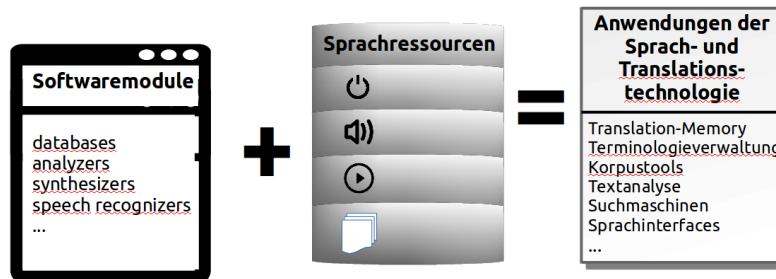 Softwaremodule
databases
analyzers
synthesizers
speech recognizers
...
+
Sprachressourcen
=
Anwendungen der
Sprach- und
Translations-
technologie
Translation-Memory
Terminologieverwaltung
Korpustools
Textanalyse
Suchmaschinen
Sprachinterfaces
...